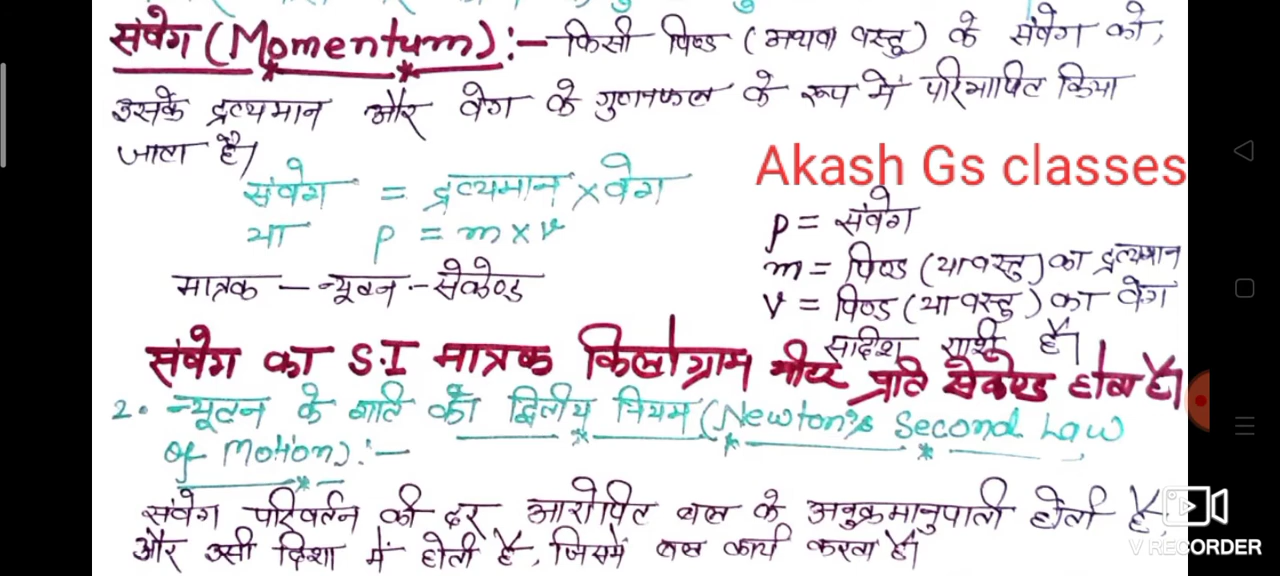 संवेग (Momentum) :- किसी पिण्ड (अथवा वस्तु) के संवेग को,
उसके द्रव्यमान और वेग के गुणनफल के रूप में परिभाषित किया
जाता है।
Akash Gs classes
संवेग = द्रव्यमान × वेग
या p = m × v
मात्रक - न्यूटन - सेकेण्ड
p = संवेग
m = पिण्ड (या वस्तु) का द्रव्यमान
v = पिण्ड (या वस्तु) का वेग
सादिश राशी है।
संवेग का S.I मात्रक किलोग्राम मीटर प्रति सेकेण्ड होता है।
2. न्यूटन के गति का द्वितीय नियम (Newton's Second Law
of Motion) :-
संवेग परिवर्तन की दर आरोपित बल के अनुक्रमानुपाती होती है,
और उसी दिशा में होती है, जिसमें बल कार्य करता है।
V RECORDER